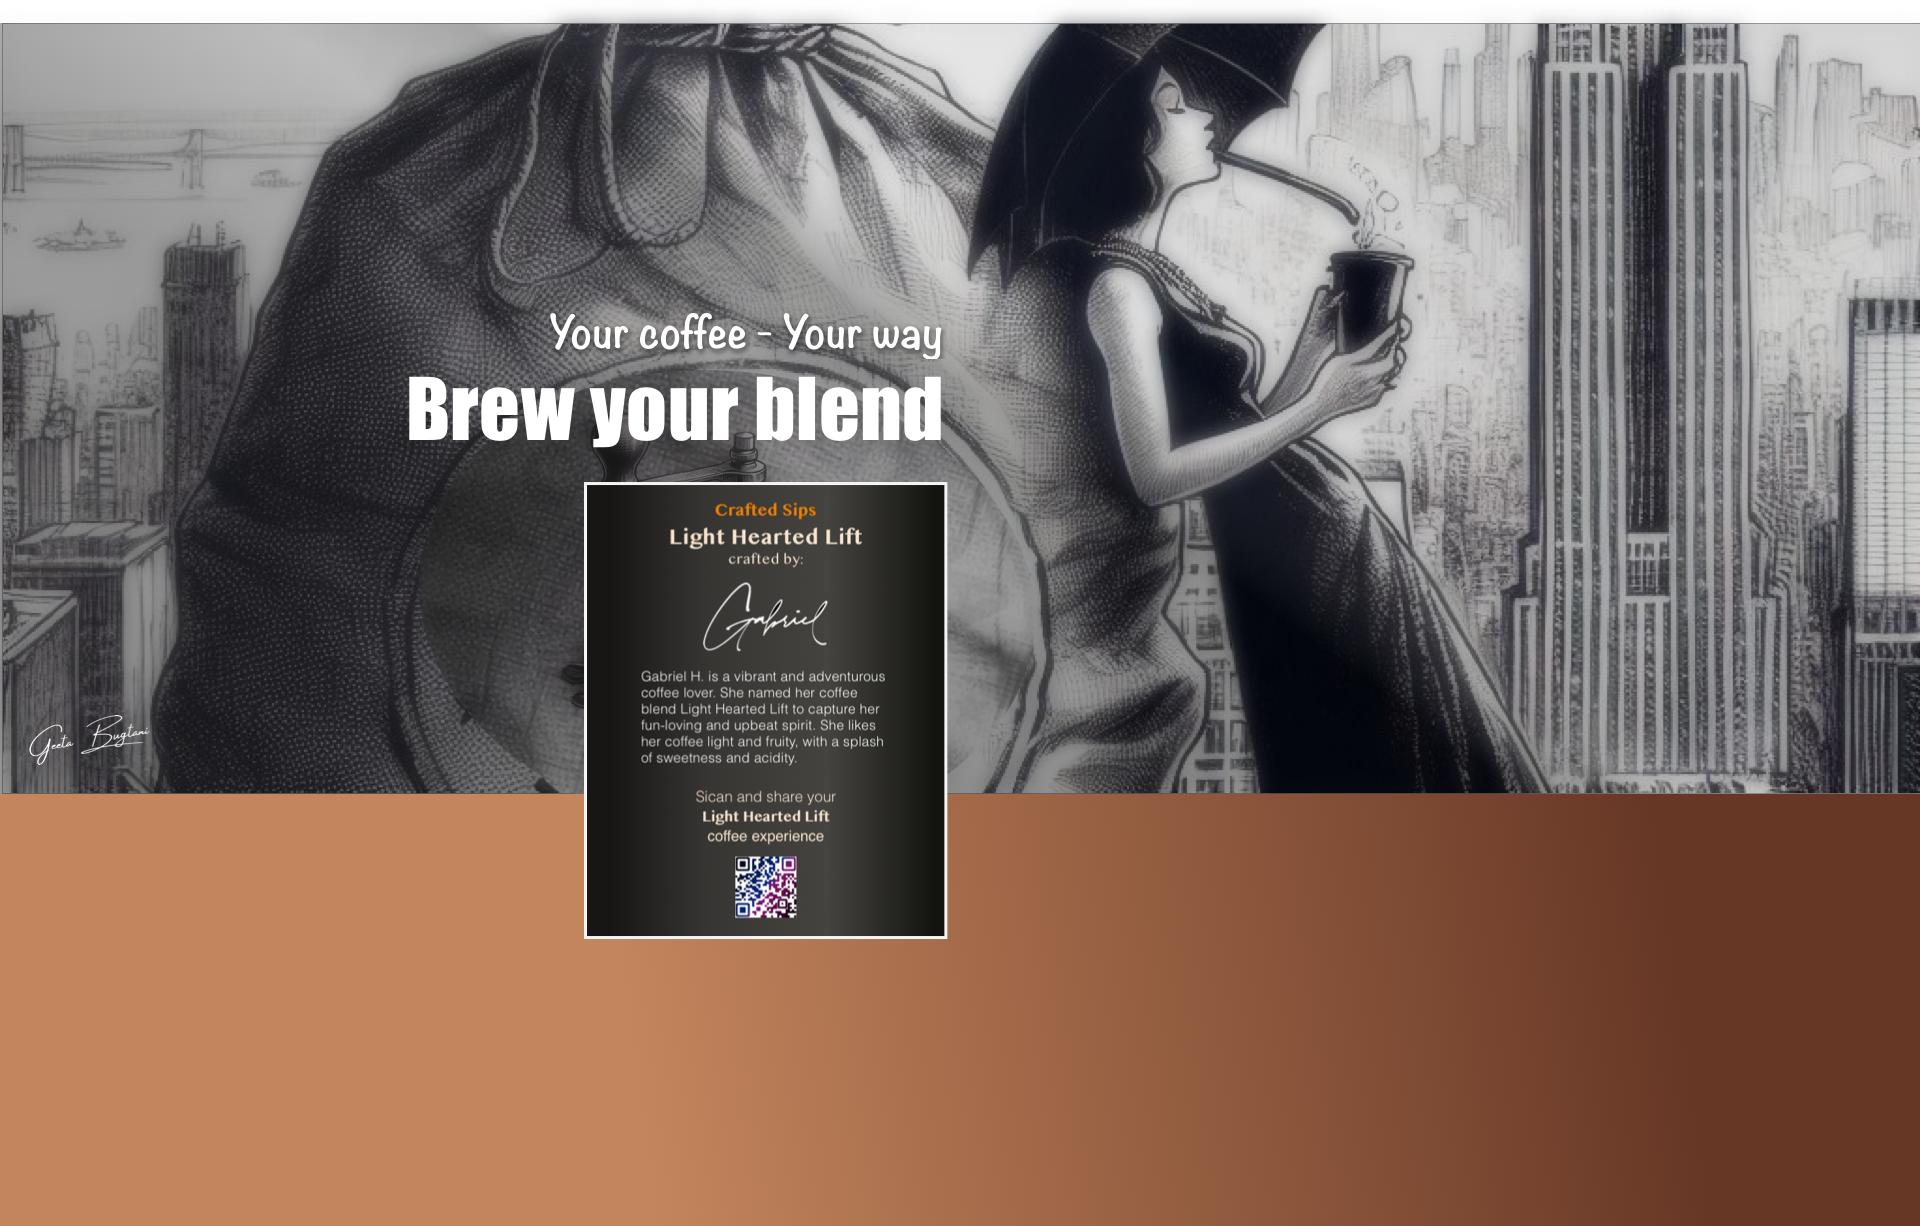 Your coffee - Your way
Brew your blend
Crafted Sips
Light Hearted Lift
crafted by:
Gabriel
Gabriel H. is a vibrant and adventurous
coffee lover. She named her coffee
blend Light Hearted Lift to capture her
fun-loving and upbeat spirit. She likes
her coffee light and fruity, with a splash
of sweetness and acidity.
Sican and share your
Light Hearted Lift
coffee experience
Geeta Bugtani